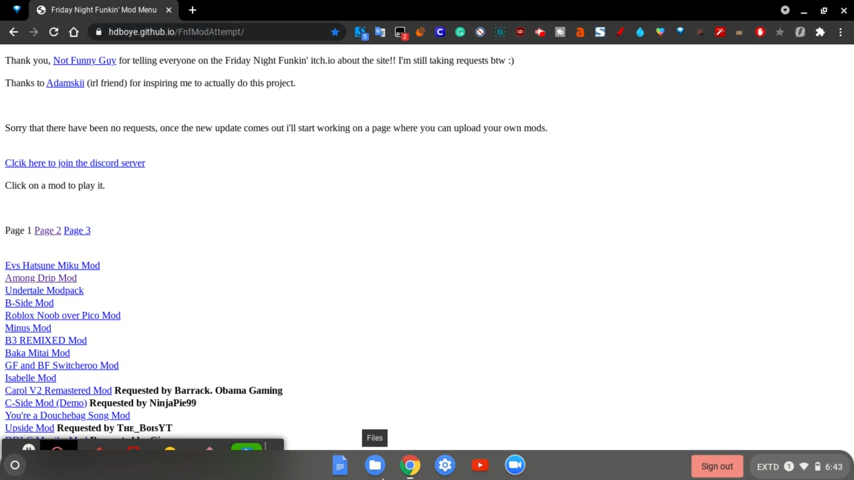 Friday Night Funkin' Mod Menu
hdboye.github.io/FnfModAttempt/
Thank you, Not Funny Guy for telling everyone on the Friday Night Funkin' itch.io about the site!! I'm still taking requests btw :)
Thanks to Adamskii (irl friend) for inspiring me to actually do this project.
Sorry that there have been no requests, once the new update comes out i'll start working on a page where you can upload your own mods.
Clcik here to join the discord server
Click on a mod to play it.
Page 1 Page 2 Page 3
Evs Hatsune Miku Mod
Among Drip Mod
Undertale Modpack
B-Side Mod
Roblox Noob over Pico Mod
Minus Mod
B3 REMIXED Mod
Baka Mitai Mod
GF and BF Switcheroo Mod
Isabelle Mod
Carol V2 Remastered Mod Requested by Barrack. Obama Gaming
C-Side Mod (Demo) Requested by NinjaPie99
You're a Douchebag Song Mod
Upside Mod Requested by Tʜᴇ_BᴏɪsYT
Files
Sign out
EXTD 1 6:43